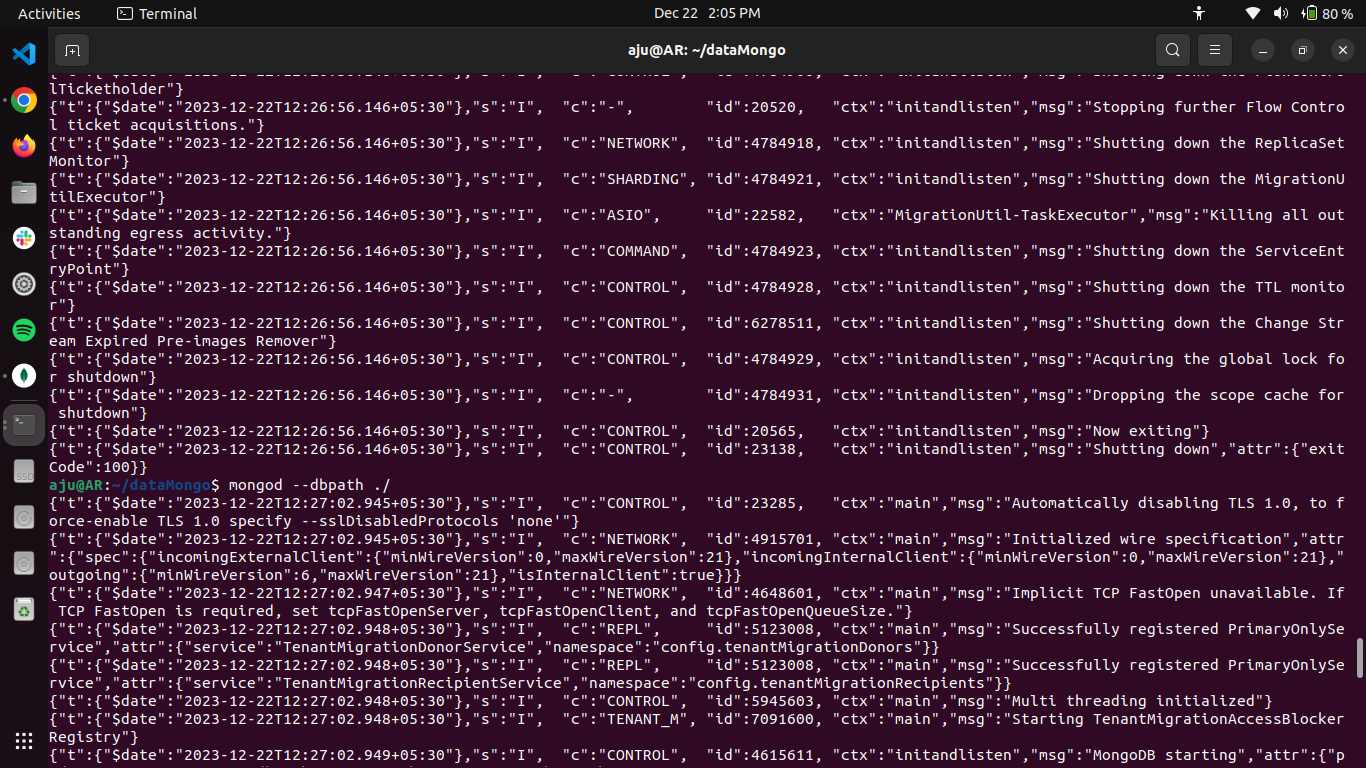 Activities Terminal Dec 22 2:05 PM 80 %
aju@AR: ~/dataMongo
lTicketholder"}
{"t":{"$date":"2023-12-22T12:26:56.146+05:30"},"s":"I", "c":"-", "id":20520, "ctx":"initandlisten","msg":"Stopping further Flow Contro
l ticket acquisitions."}
{"t":{"$date":"2023-12-22T12:26:56.146+05:30"},"s":"I", "c":"NETWORK", "id":4784918, "ctx":"initandlisten","msg":"Shutting down the ReplicaSet
Monitor"}
{"t":{"$date":"2023-12-22T12:26:56.146+05:30"},"s":"I", "c":"SHARDING", "id":4784921, "ctx":"initandlisten","msg":"Shutting down the MigrationU
tilExecutor"}
{"t":{"$date":"2023-12-22T12:26:56.146+05:30"},"s":"I", "c":"ASIO", "id":22582, "ctx":"MigrationUtil-TaskExecutor","msg":"Killing all out
standing egress activity."}
{"t":{"$date":"2023-12-22T12:26:56.146+05:30"},"s":"I", "c":"COMMAND", "id":4784923, "ctx":"initandlisten","msg":"Shutting down the ServiceEnt
ryPoint"}
{"t":{"$date":"2023-12-22T12:26:56.146+05:30"},"s":"I", "c":"CONTROL", "id":4784928, "ctx":"initandlisten","msg":"Shutting down the TTL monito
r"}
{"t":{"$date":"2023-12-22T12:26:56.146+05:30"},"s":"I", "c":"CONTROL", "id":6278511, "ctx":"initandlisten","msg":"Shutting down the Change Str
eam Expired Pre-images Remover"}
{"t":{"$date":"2023-12-22T12:26:56.146+05:30"},"s":"I", "c":"CONTROL", "id":4784929, "ctx":"initandlisten","msg":"Acquiring the global lock fo
r shutdown"}
{"t":{"$date":"2023-12-22T12:26:56.146+05:30"},"s":"I", "c":"-", "id":4784931, "ctx":"initandlisten","msg":"Dropping the scope cache for
shutdown"}
{"t":{"$date":"2023-12-22T12:26:56.146+05:30"},"s":"I", "c":"CONTROL", "id":20565, "ctx":"initandlisten","msg":"Now exiting"}
{"t":{"$date":"2023-12-22T12:26:56.146+05:30"},"s":"I", "c":"CONTROL", "id":23138, "ctx":"initandlisten","msg":"Shutting down","attr":{"exit
Code":100}}
aju@AR:~/dataMongo$ mongod --dbpath ./
{"t":{"$date":"2023-12-22T12:27:02.945+05:30"},"s":"I", "c":"CONTROL", "id":23285, "ctx":"main","msg":"Automatically disabling TLS 1.0, to f
orce-enable TLS 1.0 specify --sslDisabledProtocols 'none'"}
{"t":{"$date":"2023-12-22T12:27:02.945+05:30"},"s":"I", "c":"NETWORK", "id":4915701, "ctx":"main","msg":"Initialized wire specification","attr
":{"spec":{"incomingExternalClient":{"minWireVersion":0,"maxWireVersion":21},"incomingInternalClient":{"minWireVersion":0,"maxWireVersion":21},"
outgoing":{"minWireVersion":6,"maxWireVersion":21},"isInternalClient":true}}}
{"t":{"$date":"2023-12-22T12:27:02.947+05:30"},"s":"I", "c":"NETWORK", "id":4648601, "ctx":"main","msg":"Implicit TCP FastOpen unavailable. If
TCP FastOpen is required, set tcpFastOpenServer, tcpFastOpenClient, and tcpFastOpenQueueSize."}
{"t":{"$date":"2023-12-22T12:27:02.948+05:30"},"s":"I", "c":"REPL", "id":5123008, "ctx":"main","msg":"Successfully registered PrimaryOnlySe
rvice","attr":{"service":"TenantMigrationDonorService","namespace":"config.tenantMigrationDonors"}}
{"t":{"$date":"2023-12-22T12:27:02.948+05:30"},"s":"I", "c":"REPL", "id":5123008, "ctx":"main","msg":"Successfully registered PrimaryOnlySe
rvice","attr":{"service":"TenantMigrationRecipientService","namespace":"config.tenantMigrationRecipients"}}
{"t":{"$date":"2023-12-22T12:27:02.948+05:30"},"s":"I", "c":"CONTROL", "id":5945603, "ctx":"main","msg":"Multi threading initialized"}
{"t":{"$date":"2023-12-22T12:27:02.948+05:30"},"s":"I", "c":"TENANT_M", "id":7091600, "ctx":"main","msg":"Starting TenantMigrationAccessBlocker
Registry"}
{"t":{"$date":"2023-12-22T12:27:02.949+05:30"},"s":"I", "c":"CONTROL", "id":4615611, "ctx":"main","msg":"MongoDB starting","attr":{"p